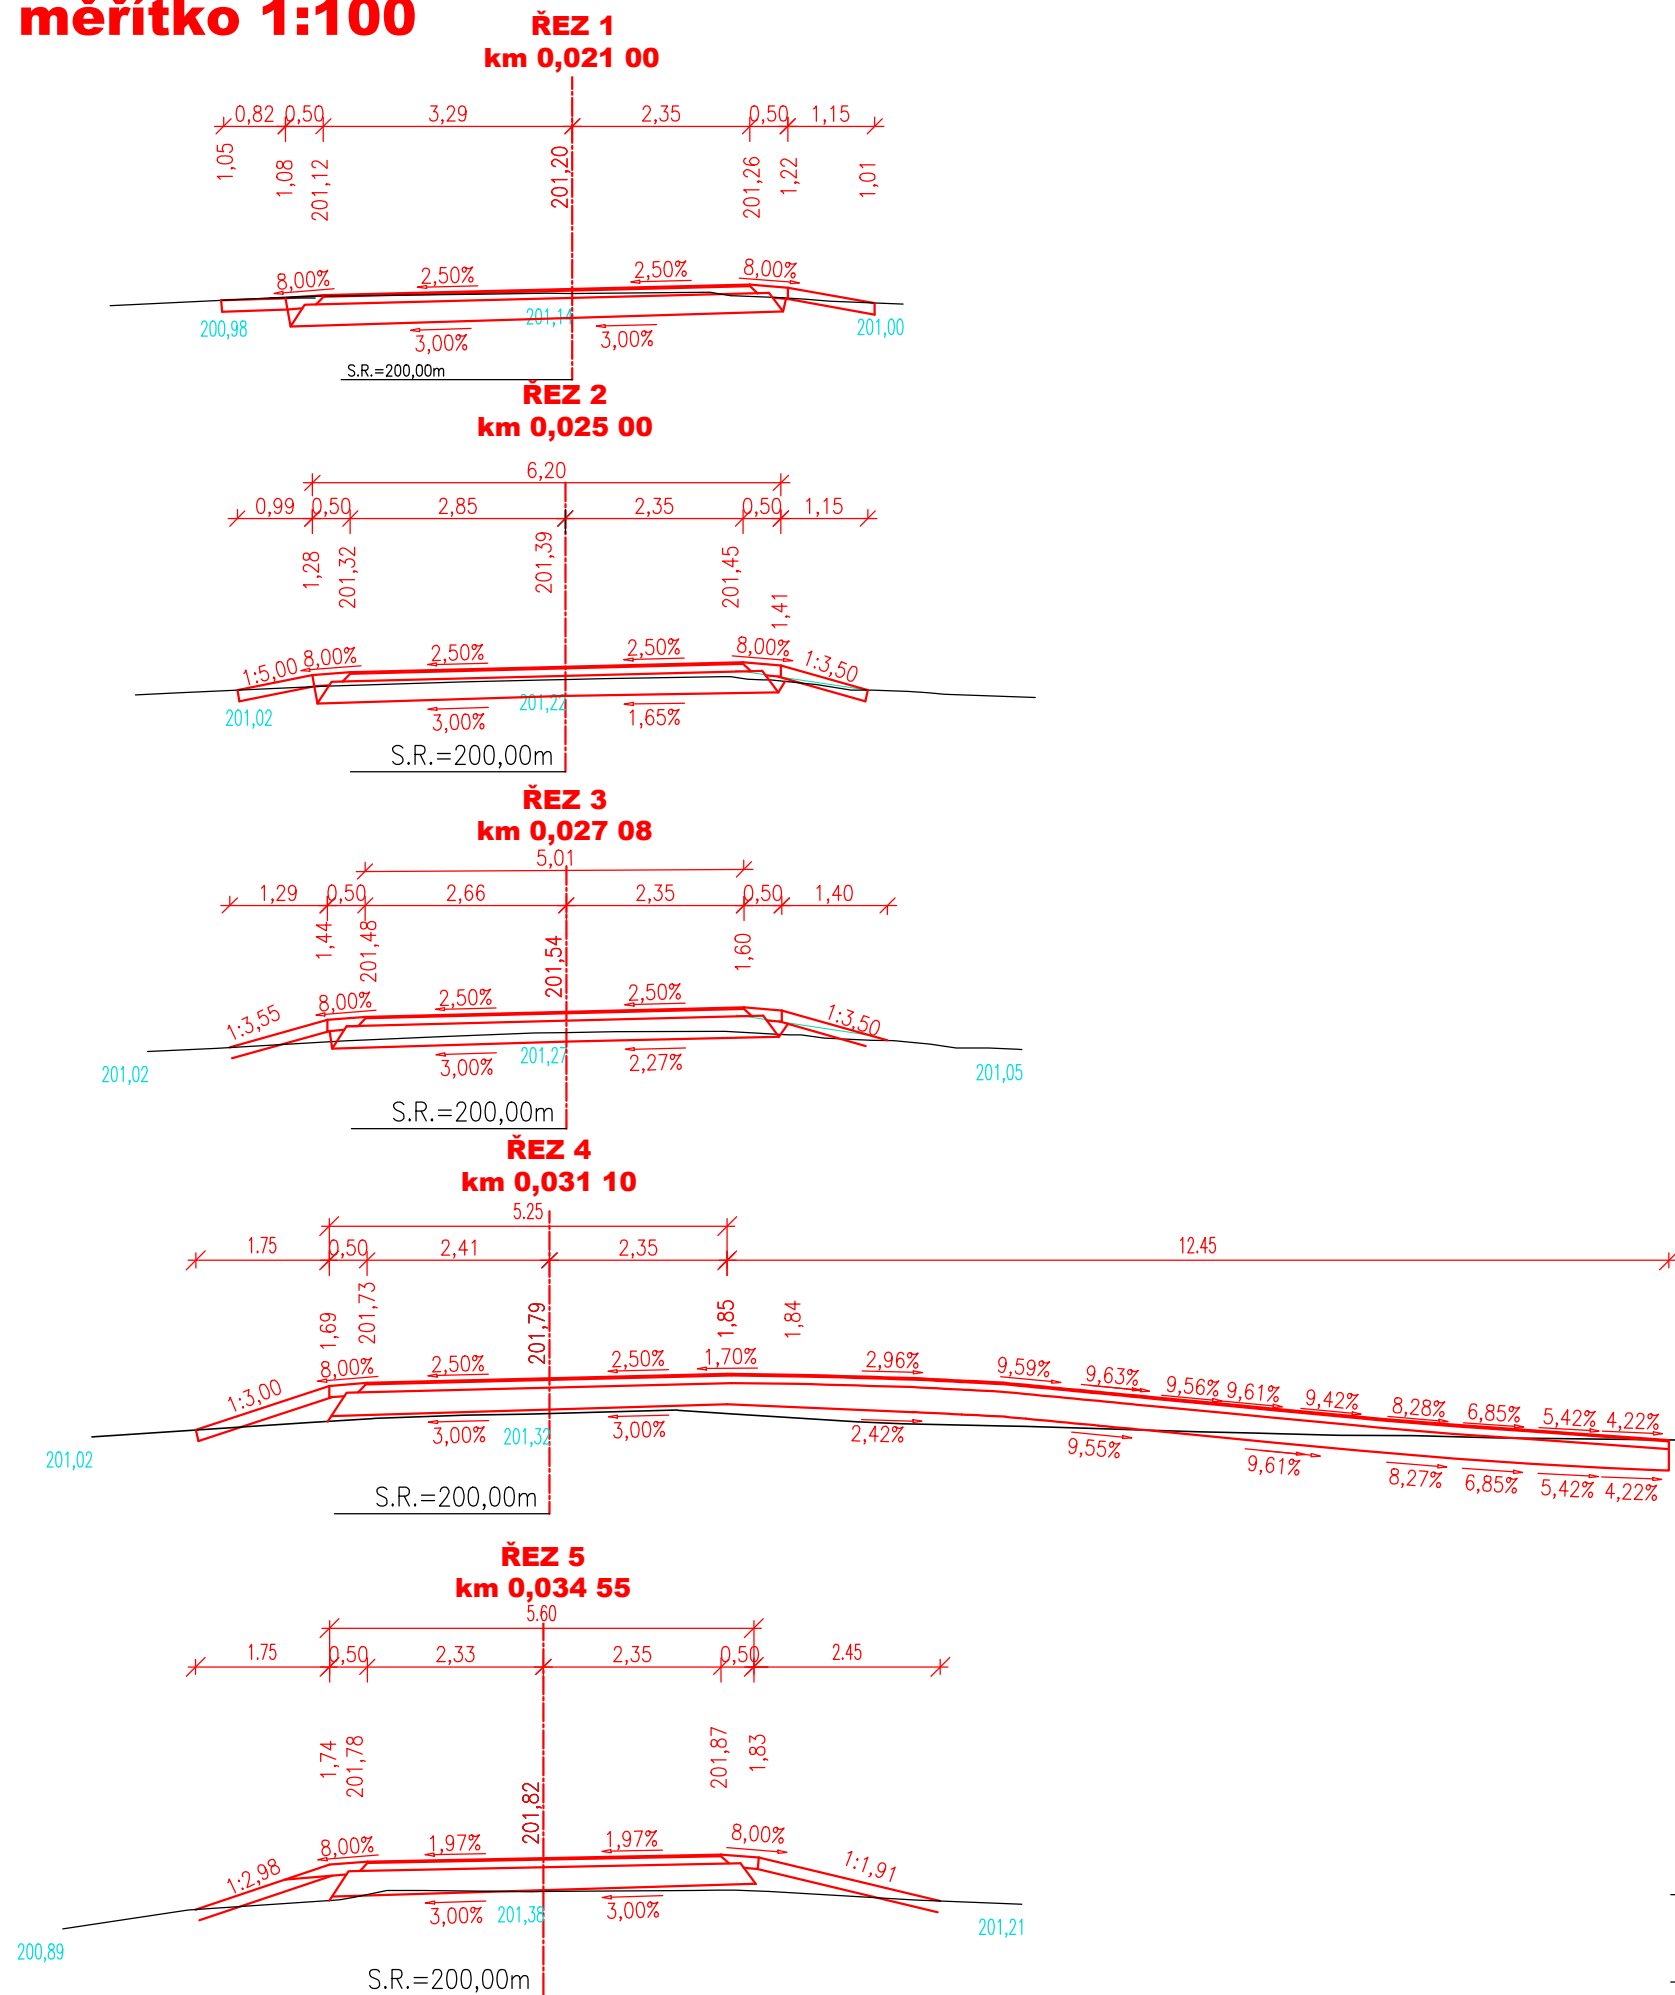 měřítko 1:100
ŘEZ 1
km 0,021 00
0,82 0,50 3,29 2,35 0,50 1,15
1,05 1,08 201,12 201,20 201,26 1,22 1,01
8,00% 2,50% 2,50% 8,00%
200,98 201,14 201,00
3,00% 3,00%
S.R.=200,00m
ŘEZ 2
km 0,025 00
6,20
0,99 0,50 2,85 2,35 0,50 1,15
1,28 201,32 201,39 201,45 1,41
1:5,00 8,00% 2,50% 2,50% 8,00% 1:3,50
201,02 201,22
3,00% 1,65%
S.R.=200,00m
ŘEZ 3
km 0,027 08
5,01
1,29 0,50 2,66 2,35 0,50 1,40
1,44 201,48 201,54 1,60
1:3,55 8,00% 2,50% 2,50% 1:3,50
201,02 201,27 201,05
3,00% 2,27%
S.R.=200,00m
ŘEZ 4
km 0,031 10
5.25
1.75 0,50 2,41 2,35 12.45
1,69 201,73 201,79 1,85 1,84
1:3,00 8,00% 2,50% 2,50% 1,70% 2,96% 9,59% 9,63% 9,56% 9,61% 9,42% 8,28% 6,85% 5,42% 4,22%
201,02 3,00% 201,32 3,00% 2,42% 9,55% 9,61% 8,27% 6,85% 5,42% 4,22%
S.R.=200,00m
ŘEZ 5
km 0,034 55
5.60
1.75 0,50 2,33 2,35 0,50 2.45
1,74 201,78 201,82 201,87 1,83
1:2,98 8,00% 1,97% 1,97% 8,00% 1:1,91
200,89 3,00% 201,38 3,00% 201,21
S.R.=200,00m